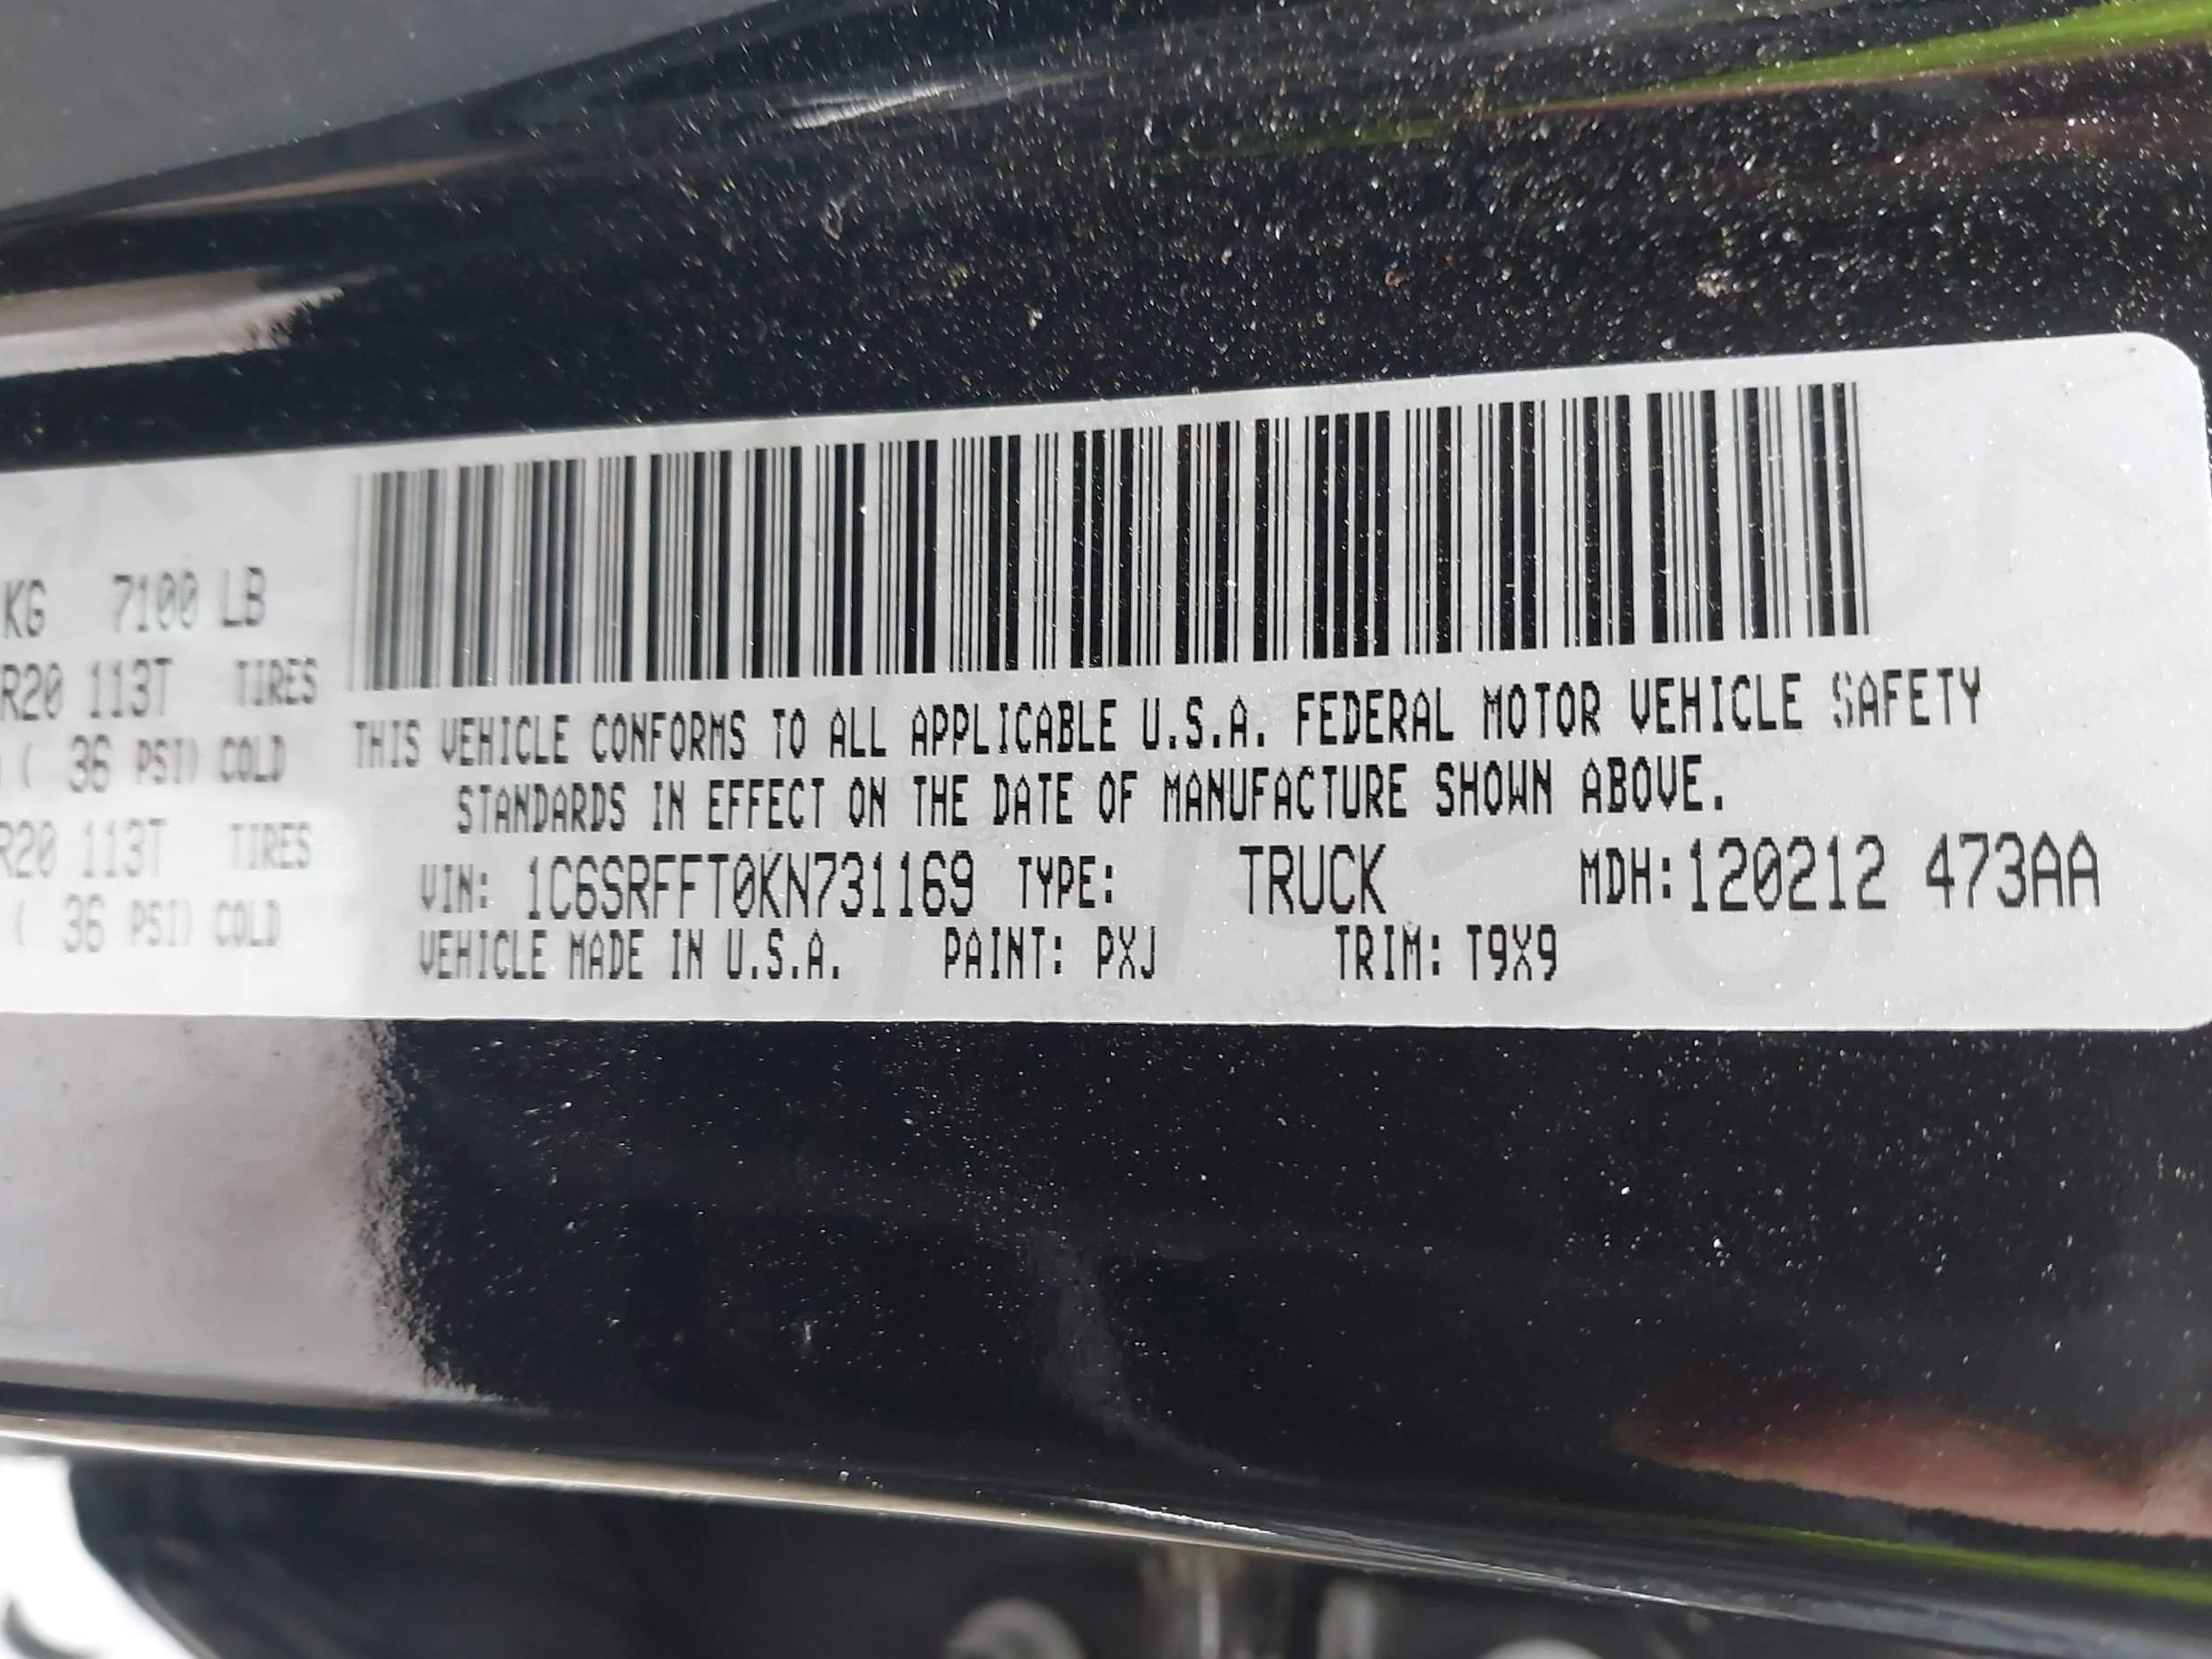 KG 7100 LB
R20 113T TIRES
( 36 PSI) COLD
R20 113T TIRES
( 36 PSI) COLD
THIS VEHICLE CONFORMS TO ALL APPLICABLE U.S.A. FEDERAL MOTOR VEHICLE SAFETY
STANDARDS IN EFFECT ON THE DATE OF MANUFACTURE SHOWN ABOVE.
VIN: 1C6SRFFT0KN731169 TYPE: TRUCK MDH:120212 473AA
VEHICLE MADE IN U.S.A. PAINT: PXJ TRIM: T9X9